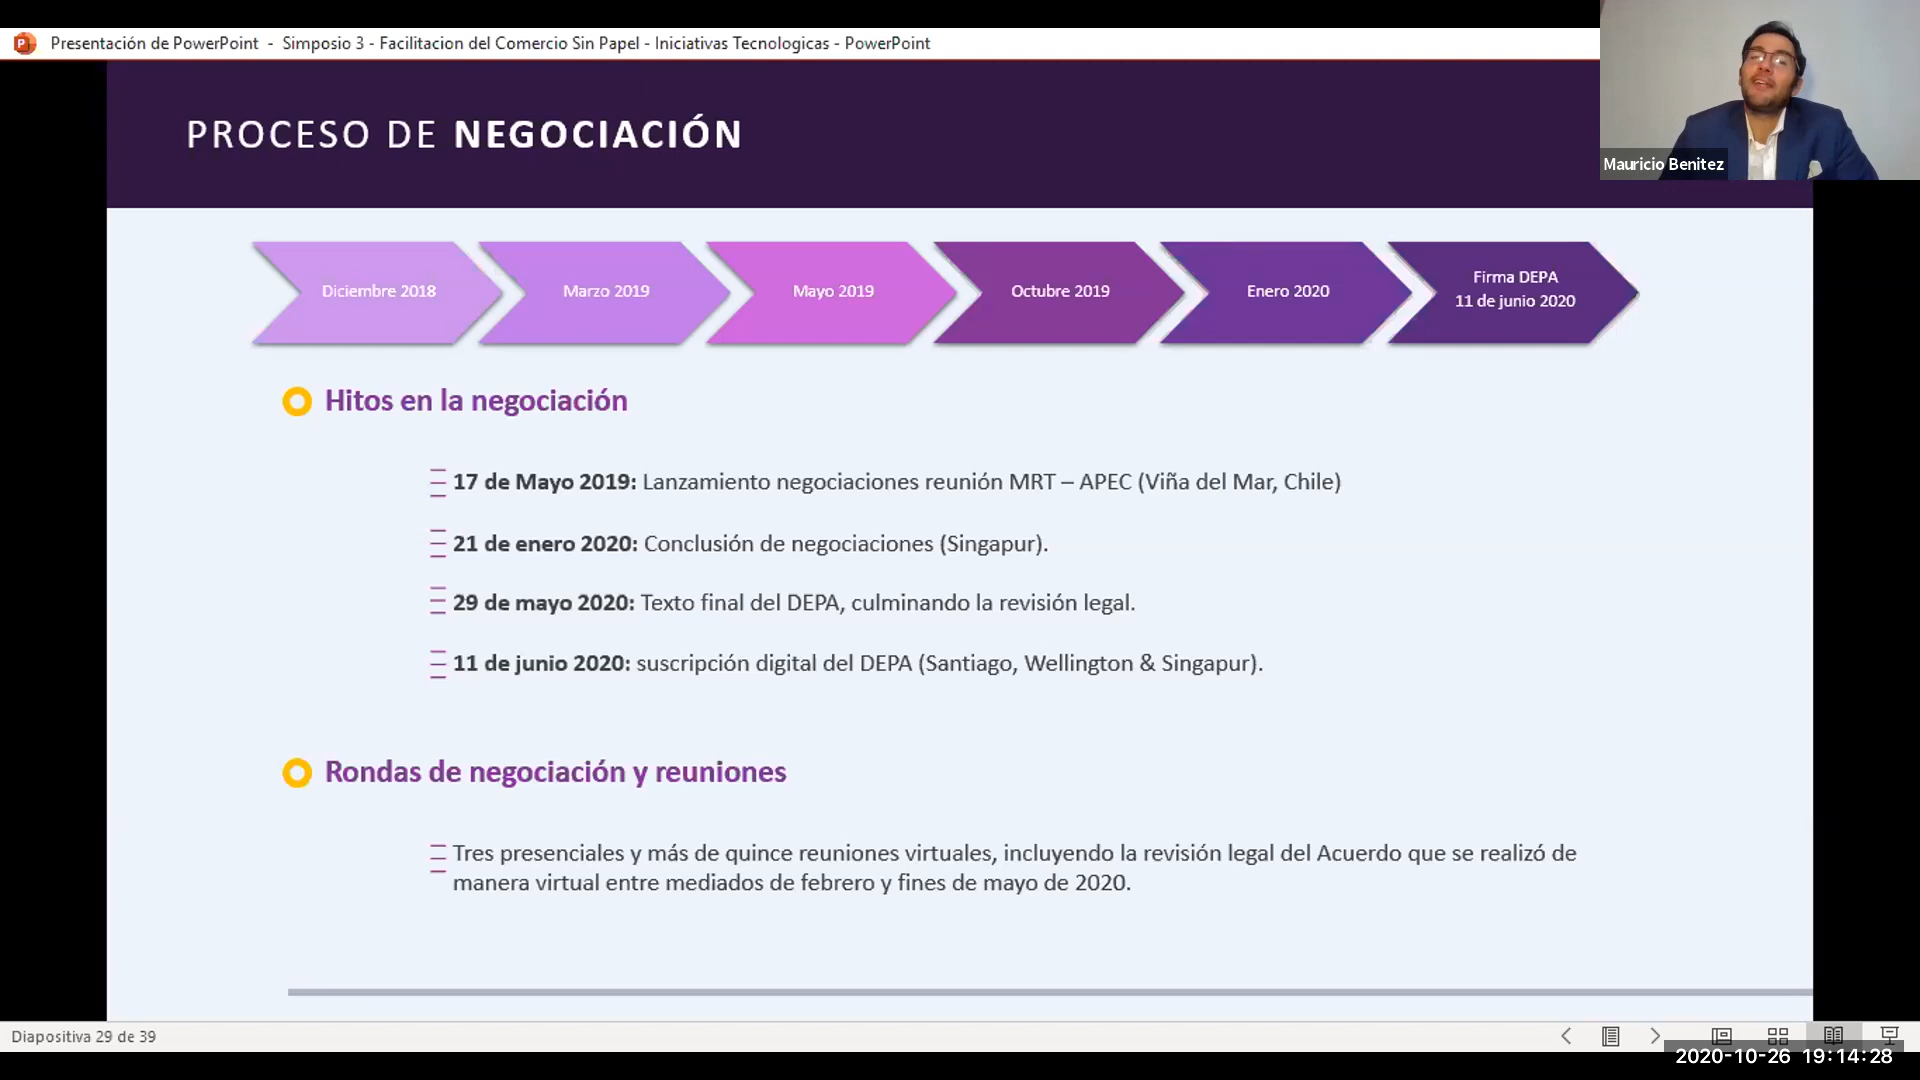 Presentación de PowerPoint - Simposio 3 - Facilitacion del Comercio Sin Papel - Iniciativas Tecnologicas - PowerPoint
Mauricio Benitez
PROCESO DE NEGOCIACIÓN
Diciembre 2018
Marzo 2019
Mayo 2019
Octubre 2019
Enero 2020
Firma DEPA
11 de junio 2020
Hitos en la negociación
17 de Mayo 2019: Lanzamiento negociaciones reunión MRT – APEC (Viña del Mar, Chile)
21 de enero 2020: Conclusión de negociaciones (Singapur).
29 de mayo 2020: Texto final del DEPA, culminando la revisión legal.
11 de junio 2020: suscripción digital del DEPA (Santiago, Wellington & Singapur).
Rondas de negociación y reuniones
Tres presenciales y más de quince reuniones virtuales, incluyendo la revisión legal del Acuerdo que se realizó de
manera virtual entre mediados de febrero y fines de mayo de 2020.
Diapositiva 29 de 39
2020-10-26 19:14:28